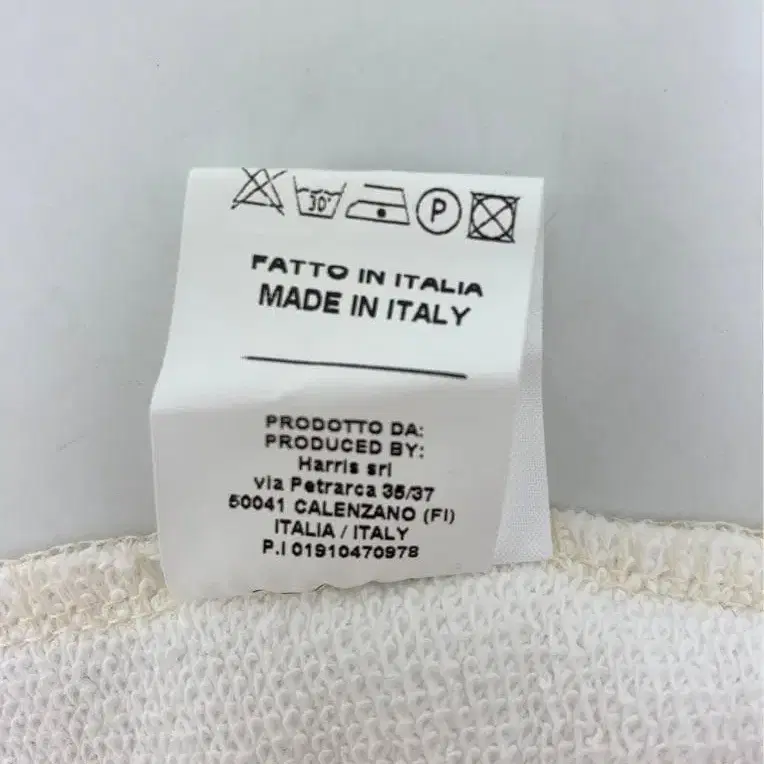 30° P
FATTO IN ITALIA
MADE IN ITALY
PRODOTTO DA:
PRODUCED BY:
Harris srl
via Petrarca 35/37
50041 CALENZANO (FI)
ITALIA / ITALY
P.I 01910470978